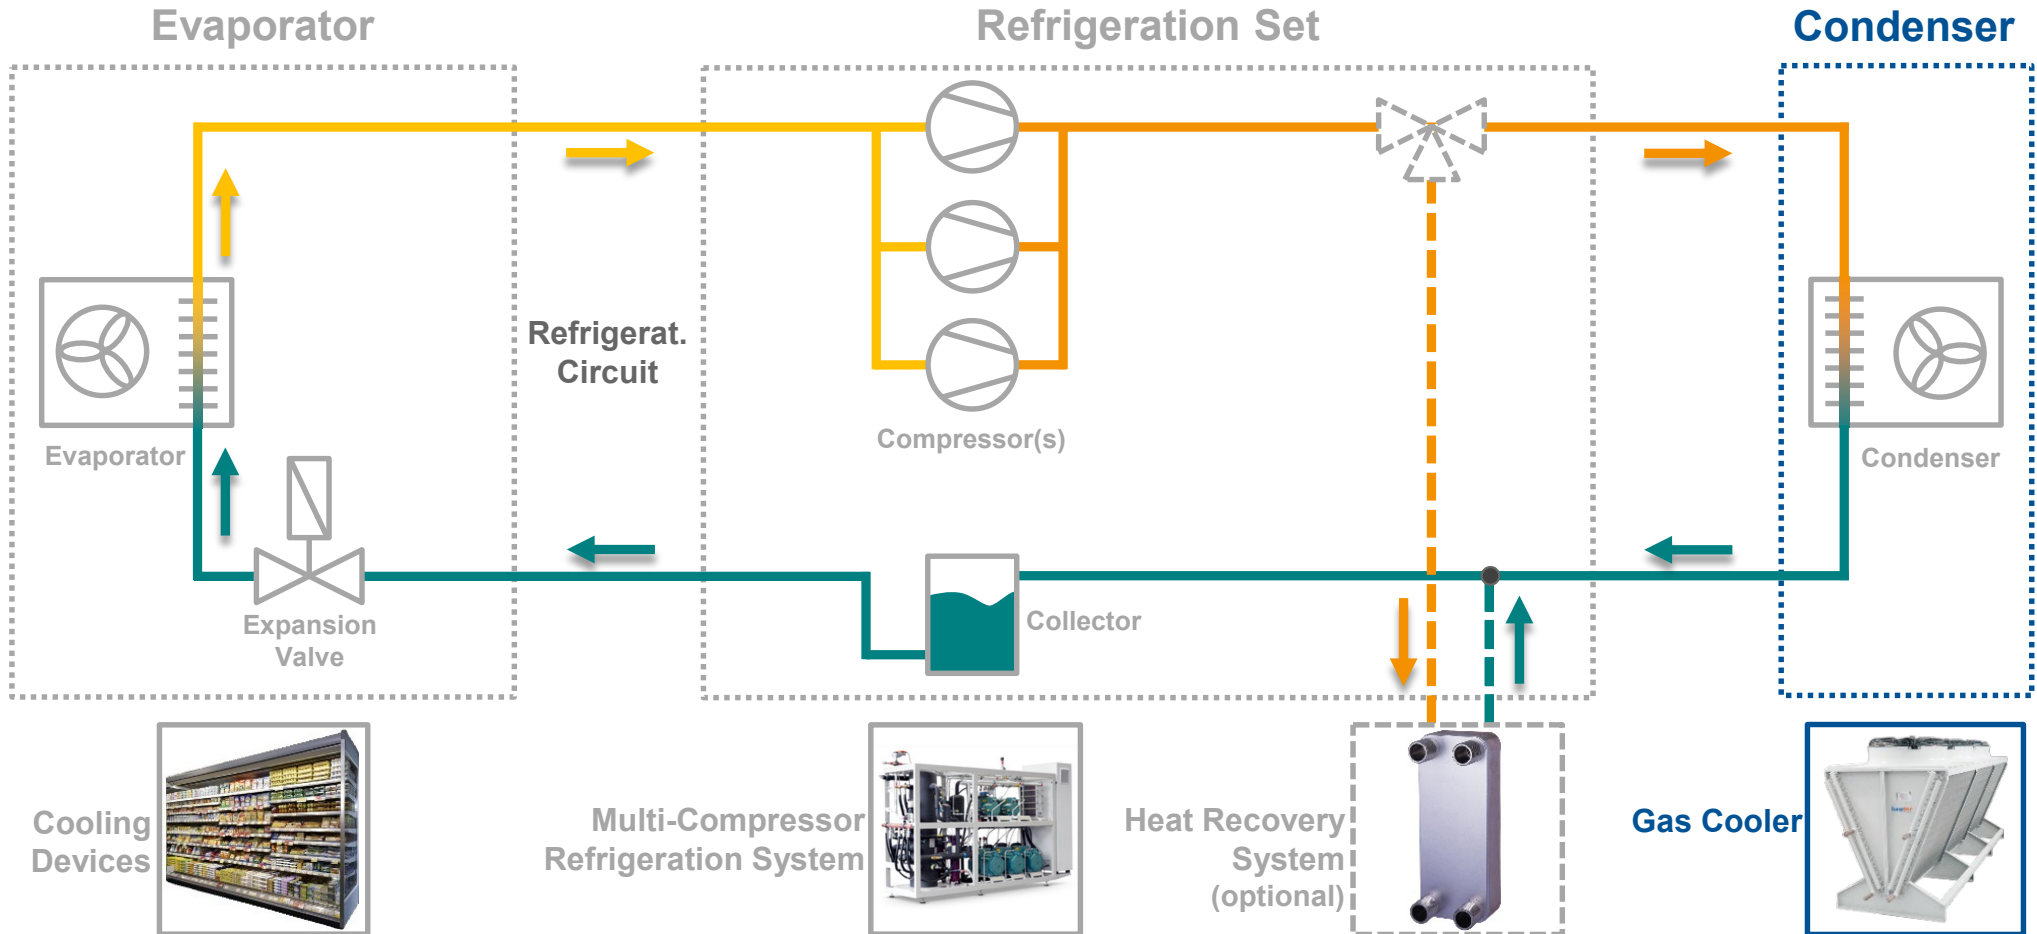 Evaporator
Refrigeration Set
Condenser
Refrigerat.
Circuit
Compressor(s)
Evaporator
Condenser
Expansion
Valve
Collector
Cooling
Devices
Multi-Compressor
Refrigeration System
Heat Recovery
System
(optional)
Gas Cooler